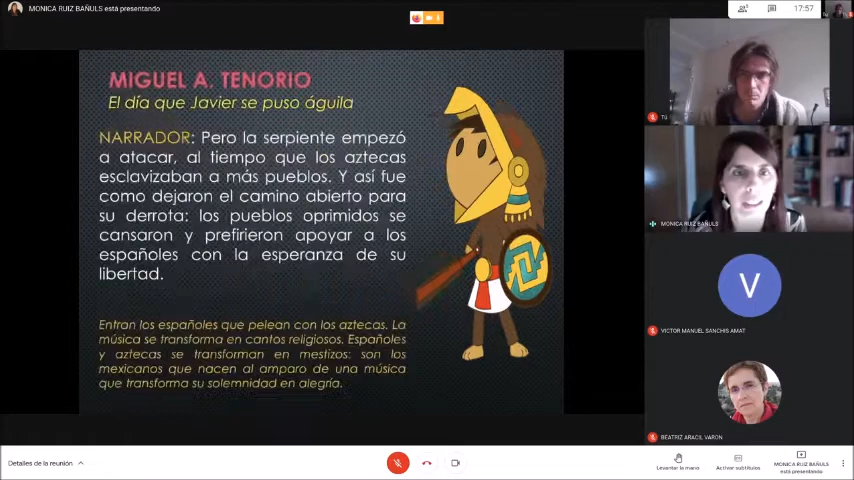 MONICA RUIZ BAÑULS está presentando
17:57
MIGUEL A. TENORIO
El día que Javier se puso águila
NARRADOR: Pero la serpiente empezó
a atacar, al tiempo que los aztecas
esclavizaban a más pueblos. Y así fue
como dejaron el camino abierto para
su derrota: los pueblos oprimidos se
cansaron y prefirieron apoyar a los
españoles con la esperanza de su
libertad.
Entran los españoles que pelean con los aztecas. La
música se transforma en cantos religiosos. Españoles
y aztecas se transforman en mestizos: son los
mexicanos que nacen al amparo de una música
que transforma su solemnidad en alegría.
Tú
MONICA RUIZ BAÑULS
V
VICTOR MANUEL SANCHIS AMAT
BEATRIZ ARACIL VARON
Detalles de la reunión
Levantar la mano
Activar subtítulos
MONICA RUIZ BAÑULS
está presentando